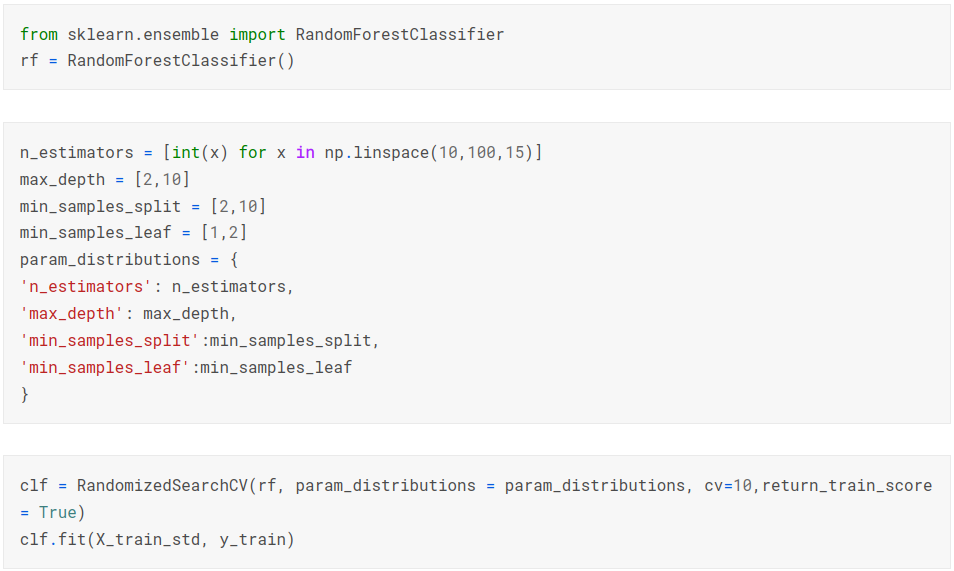 from sklearn.ensemble import RandomForestClassifier
rf = RandomForestClassifier()
n_estimators = [int(x) for x in np.linspace(10,100,15)]
max_depth = [2,10]
min_samples_split = [2,10]
min_samples_leaf = [1,2]
param_distributions = {
'n_estimators': n_estimators,
'max_depth': max_depth,
'min_samples_split':min_samples_split,
'min_samples_leaf':min_samples_leaf
}
clf = RandomizedSearchCV(rf, param_distributions = param_distributions, cv=10,return_train_score
= True)
clf.fit(X_train_std, y_train)